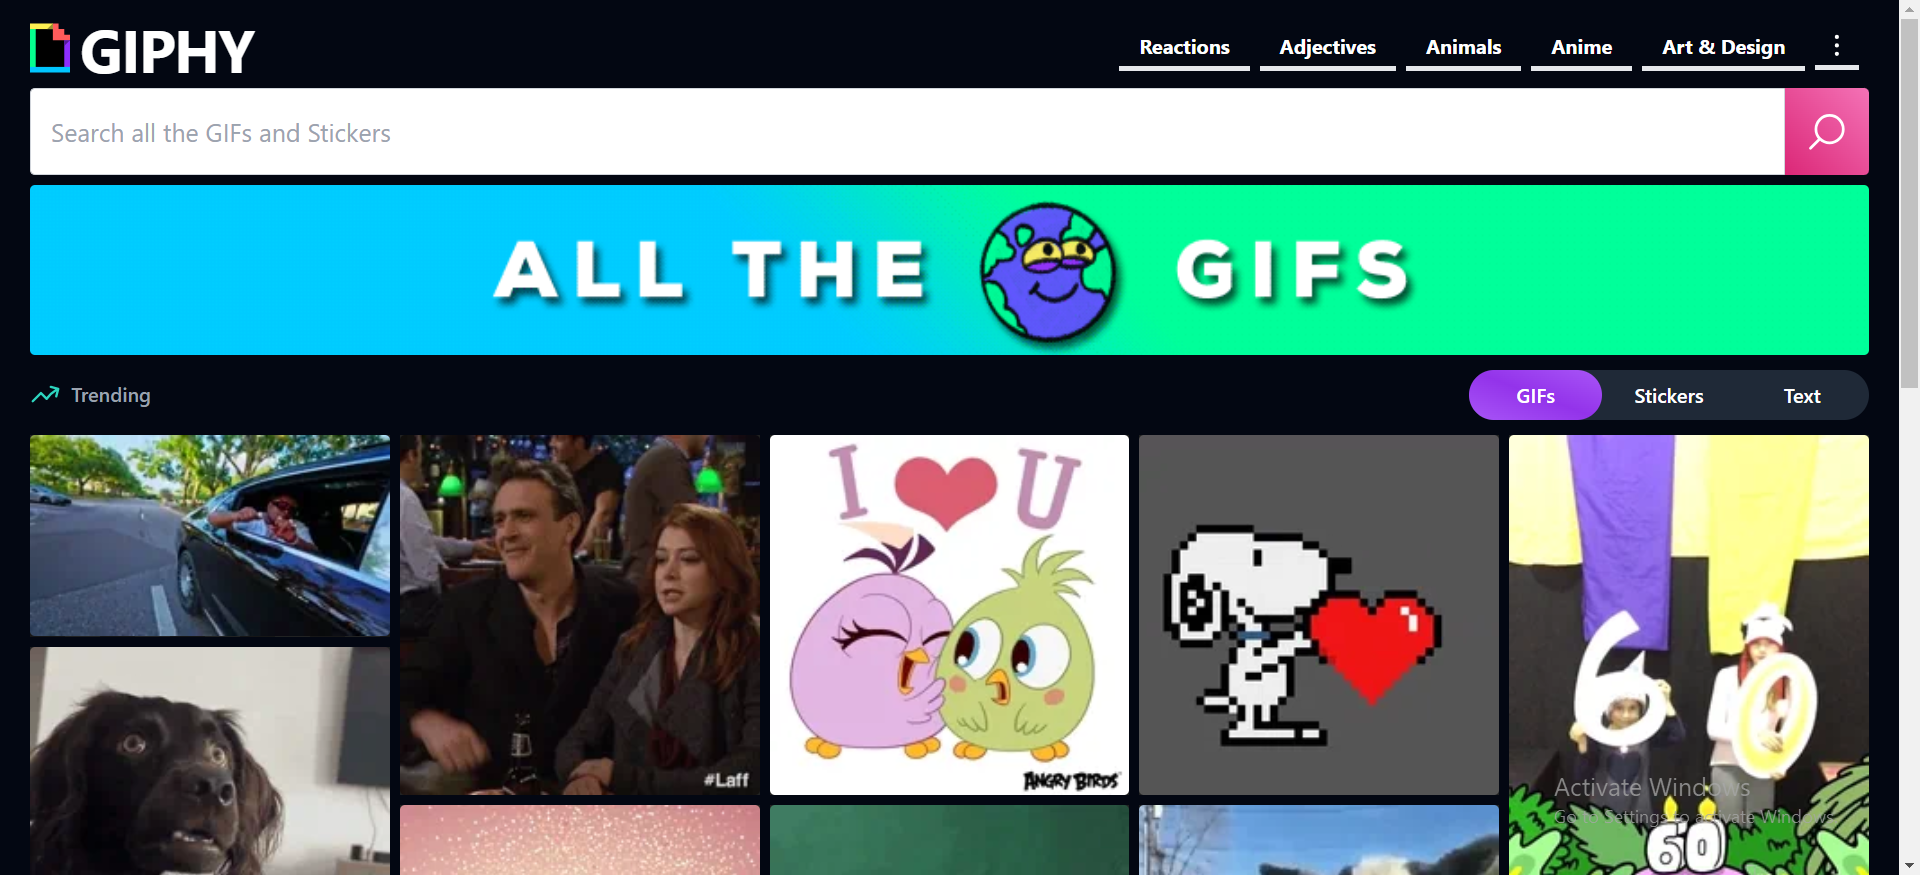 GIPHY
Reactions
Adjectives
Animals
Anime
Art & Design
Search all the GIFs and Stickers
ALL THE GIFS
Trending
GIFs
Stickers
Text
I U
#Laff
ANGRY BIRDS
60
Activate Windows
Go to Settings to activate Windows.
60